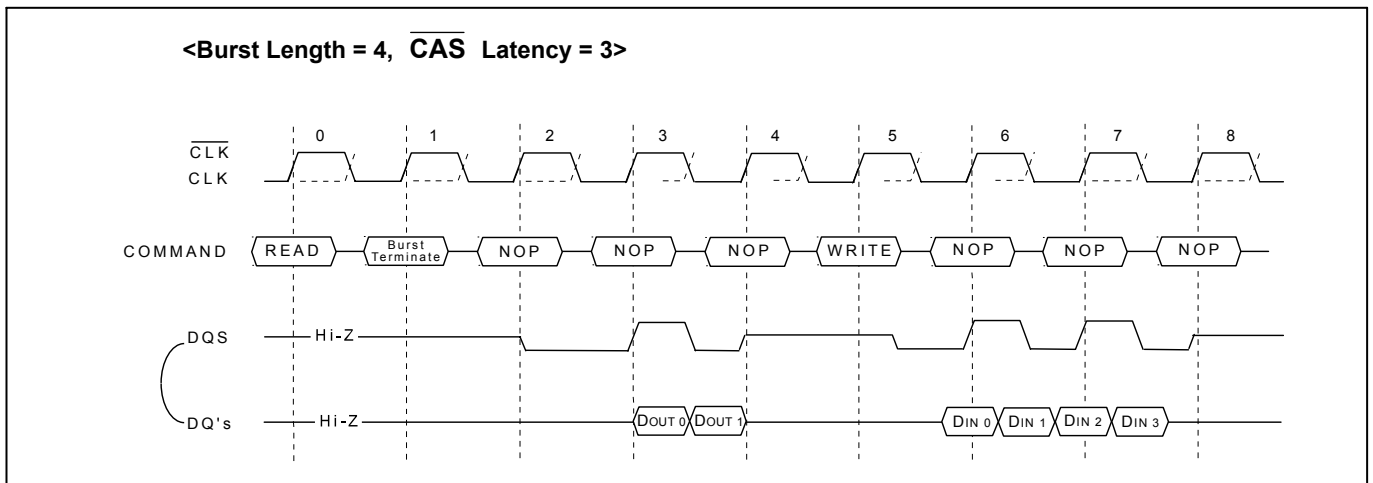 <Burst Length = 4, CAS Latency = 3>
0 1 2 3 4 5 6 7 8
CLK
CLK
COMMAND READ Burst Terminate NOP NOP NOP WRITE NOP NOP NOP
DQS Hi-Z
DQ's Hi-Z DOUT 0 DOUT 1 DIN 0 DIN 1 DIN 2 DIN 3